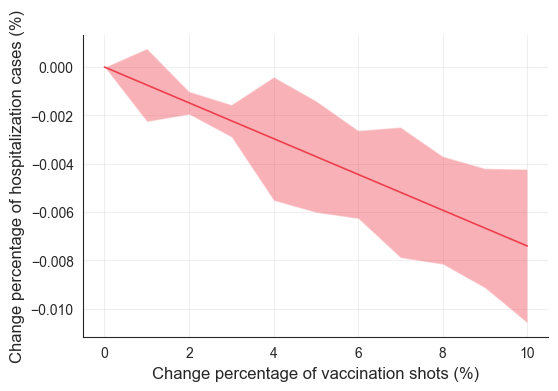 Change percentage of hospitalization cases (%)
0.000
−0.002
−0.004
−0.006
−0.008
−0.010
0 2 4 6 8 10
Change percentage of vaccination shots (%)